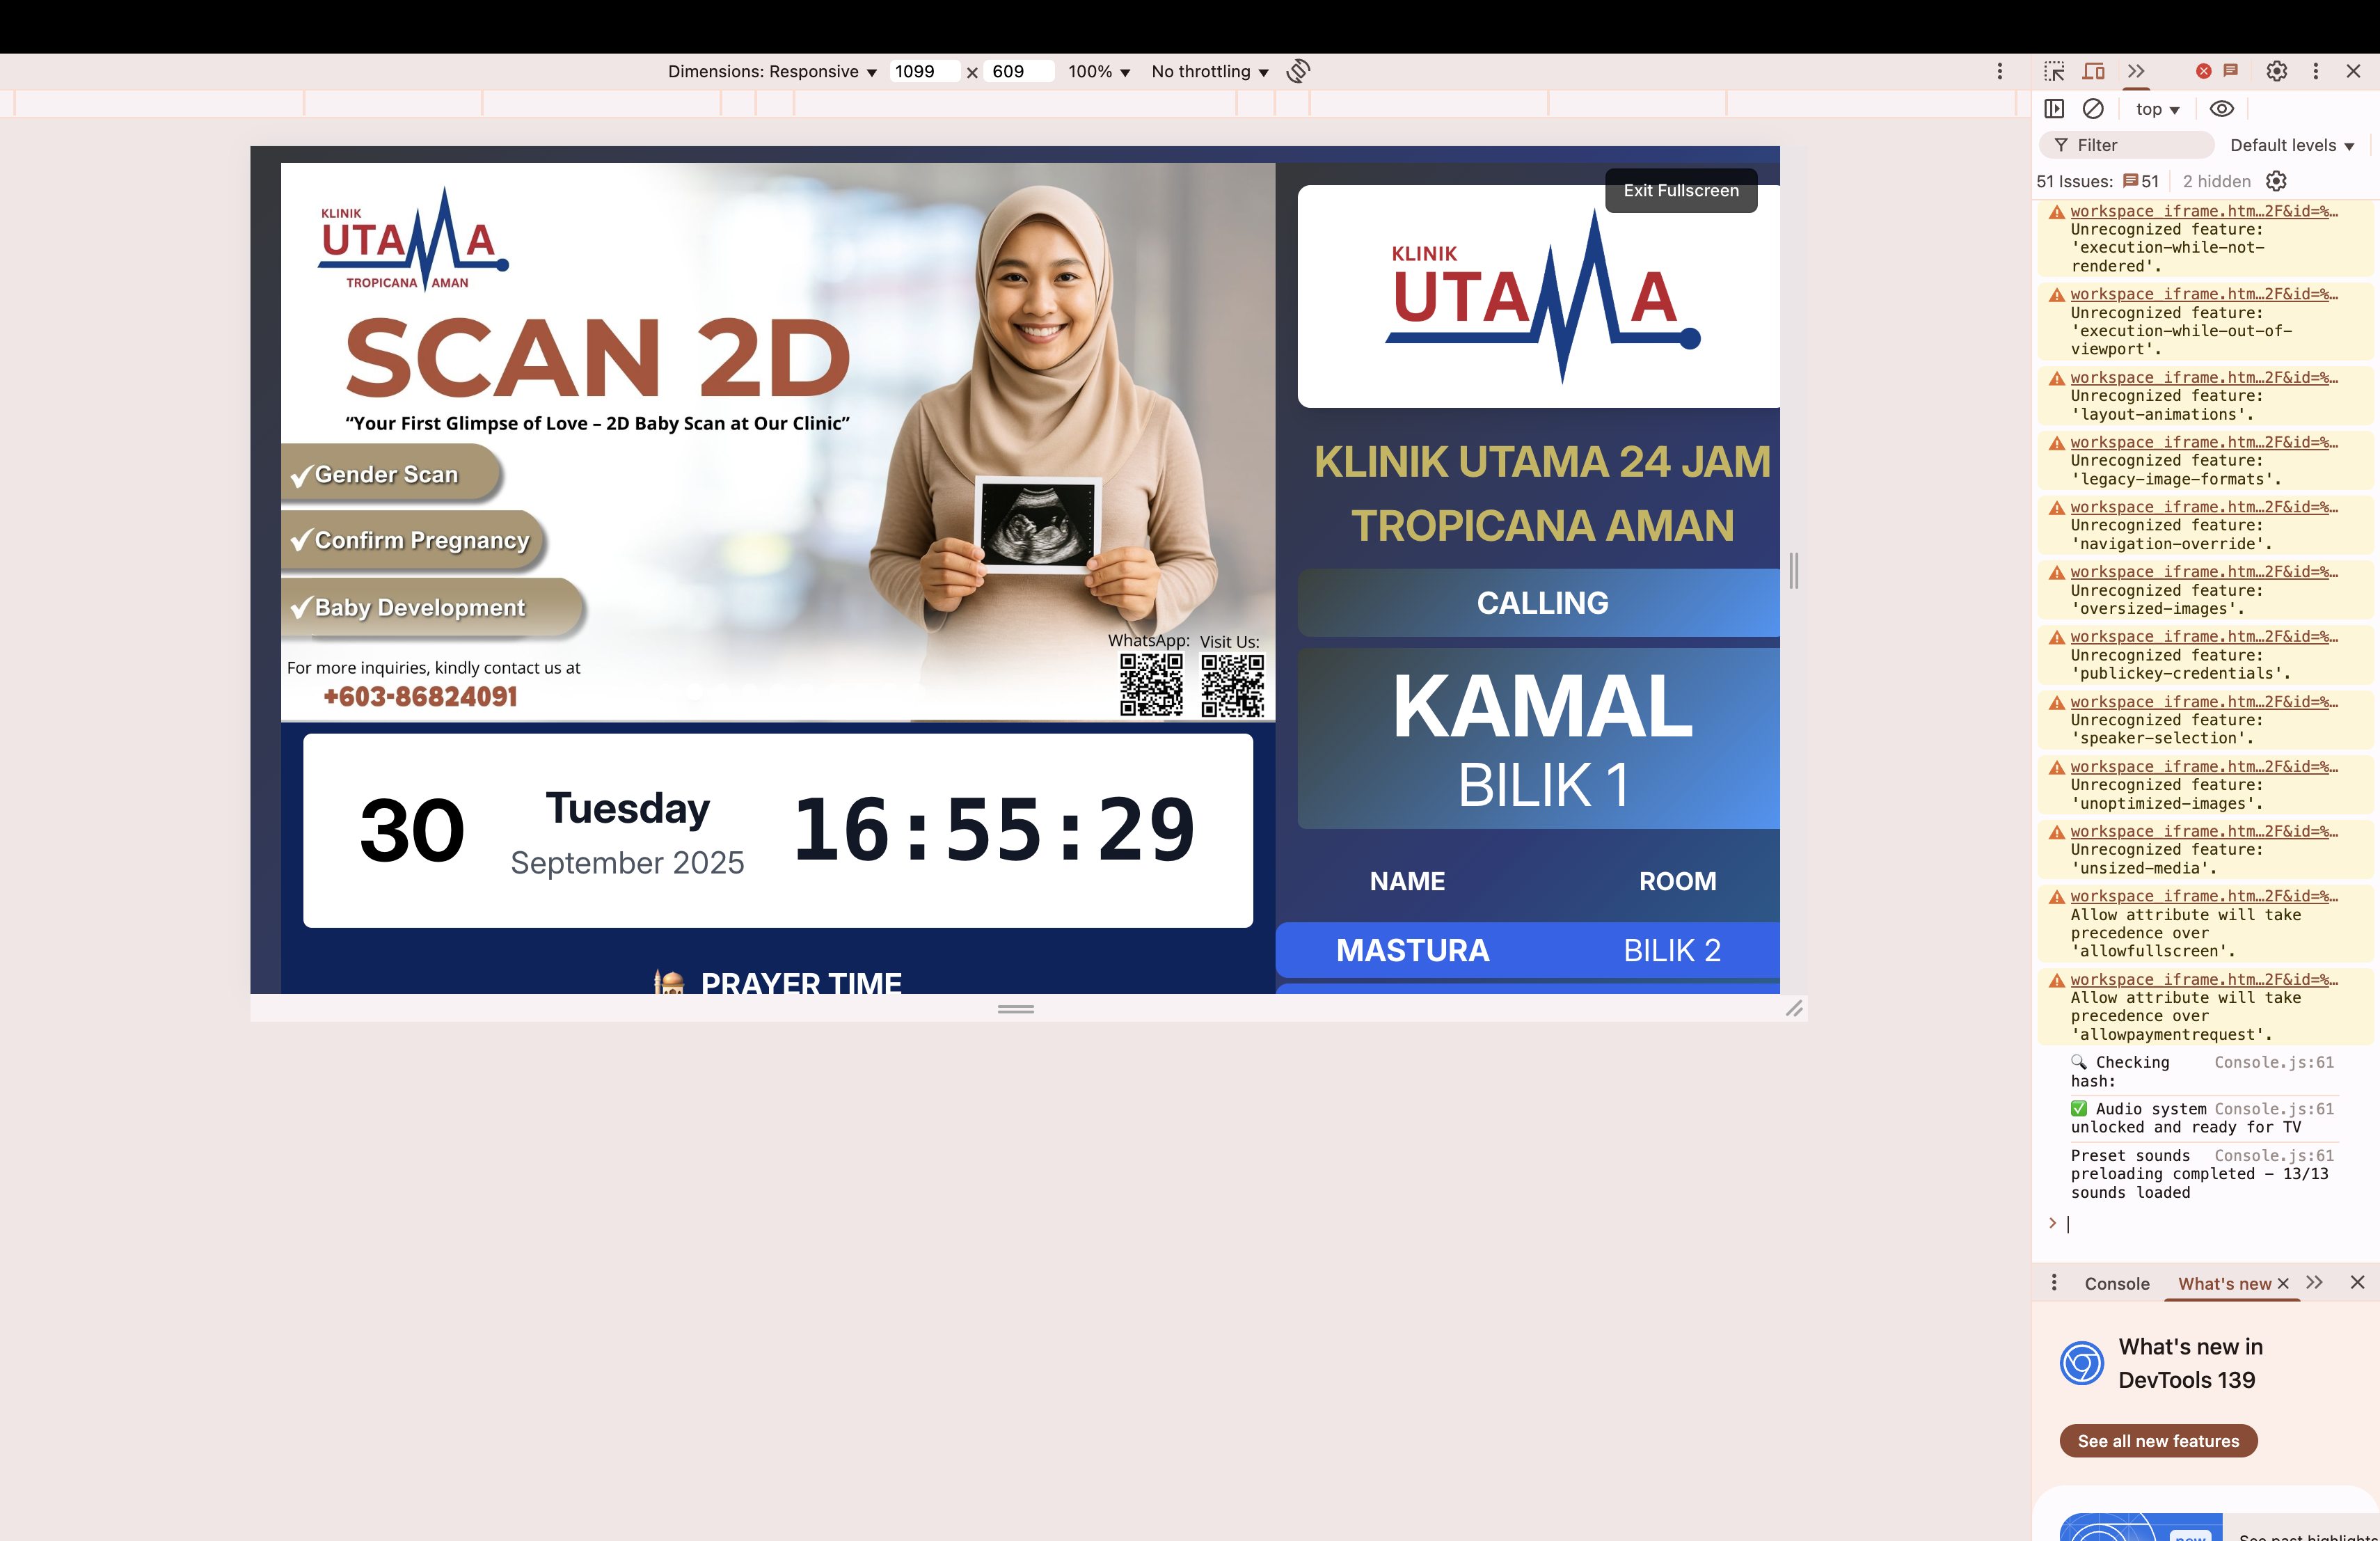 Dimensions: Responsive
1099
×
609
100%
No throttling
KLINIK
UTAMA
TROPICANA AMAN
SCAN 2D
“Your First Glimpse of Love – 2D Baby Scan at Our Clinic”
✓Gender Scan
✓Confirm Pregnancy
✓Baby Development
For more inquiries, kindly contact us at
+603-86824091
WhatsApp:
Visit Us:
30
Tuesday
September 2025
16:55:29
PRAYER TIME
Exit Fullscreen
KLINIK
UTAMA
KLINIK UTAMA 24 JAM
TROPICANA AMAN
CALLING
KAMAL
BILIK 1
NAME ROOM
MASTURA BILIK 2
top
Filter
Default levels
51 Issues: 51
2 hidden
workspace_iframe.htm…2F&id=%…
Unrecognized feature:
'execution-while-not-
rendered'.
workspace_iframe.htm…2F&id=%…
Unrecognized feature:
'execution-while-out-of-
viewport'.
workspace_iframe.htm…2F&id=%…
Unrecognized feature:
'layout-animations'.
workspace_iframe.htm…2F&id=%…
Unrecognized feature:
'legacy-image-formats'.
workspace_iframe.htm…2F&id=%…
Unrecognized feature:
'navigation-override'.
workspace_iframe.htm…2F&id=%…
Unrecognized feature:
'oversized-images'.
workspace_iframe.htm…2F&id=%…
Unrecognized feature:
'publickey-credentials'.
workspace_iframe.htm…2F&id=%…
Unrecognized feature:
'speaker-selection'.
workspace_iframe.htm…2F&id=%…
Unrecognized feature:
'unoptimized-images'.
workspace_iframe.htm…2F&id=%…
Unrecognized feature:
'unsized-media'.
workspace_iframe.htm…2F&id=%…
Allow attribute will take
precedence over
'allowfullscreen'.
workspace_iframe.htm…2F&id=%…
Allow attribute will take
precedence over
'allowpaymentrequest'.
🔍 Checking Console.js:61
hash:
✅ Audio system Console.js:61
unlocked and ready for TV
Preset sounds Console.js:61
preloading completed – 13/13
sounds loaded
Console
What's new
What's new in
DevTools 139
See all new features
new
See past highlights